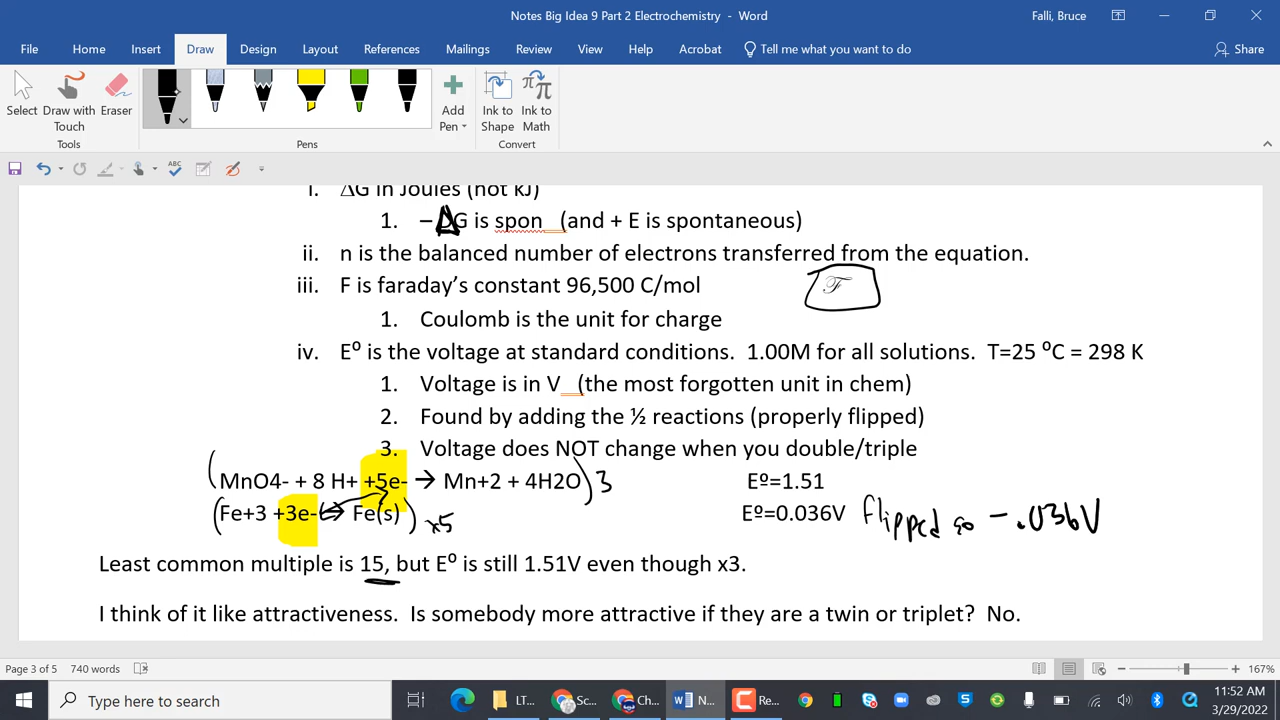 Notes Big Idea 9 Part 2 Electrochemistry - Word
Falli, Bruce
File Home Insert Draw Design Layout References Mailings Review View Help Acrobat Tell me what you want to do Share
Select
Draw with Touch
Eraser
Add Pen
Ink to Shape
Ink to Math
Tools
Pens
Convert
ABC
i. ΔG in Joules (not kJ)
1. –ΔG is spon_ (and + E is spontaneous)
ii. n is the balanced number of electrons transferred from the equation.
iii. F is faraday's constant 96,500 C/mol
ℱ
1. Coulomb is the unit for charge
iv. Eº is the voltage at standard conditions. 1.00M for all solutions. T=25 ºC = 298 K
1. Voltage is in V_ (the most forgotten unit in chem)
2. Found by adding the ½ reactions (properly flipped)
3. Voltage does NOT change when you double/triple
(MnO4- + 8 H+ +5e- → Mn+2 + 4H2O)3 Eº=1.51
(Fe+3 +3e- ⇔ Fe(s)) x5 Eº=0.036V flipped so -.036V
Least common multiple is 15, but Eº is still 1.51V even though x3.
I think of it like attractiveness. Is somebody more attractive if they are a twin or triplet? No.
Page 3 of 5 740 words 167%
Type here to search
LT...
Sc...
Ch...
N...
Re...
11:52 AM
3/29/2022